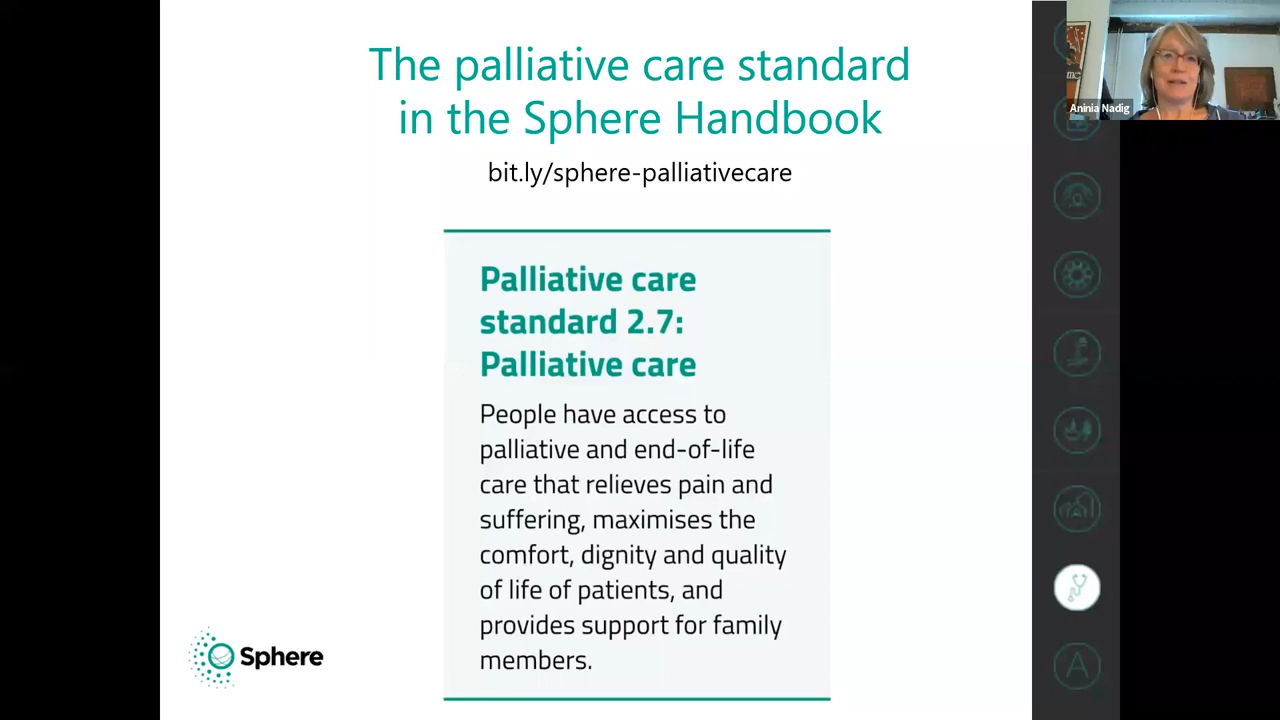 The palliative care standard
in the Sphere Handbook
bit.ly/sphere-palliativecare
Palliative care
standard 2.7:
Palliative care
People have access to
palliative and end-of-life
care that relieves pain and
suffering, maximises the
comfort, dignity and quality
of life of patients, and
provides support for family
members.
Sphere
Aninia Nadig
A